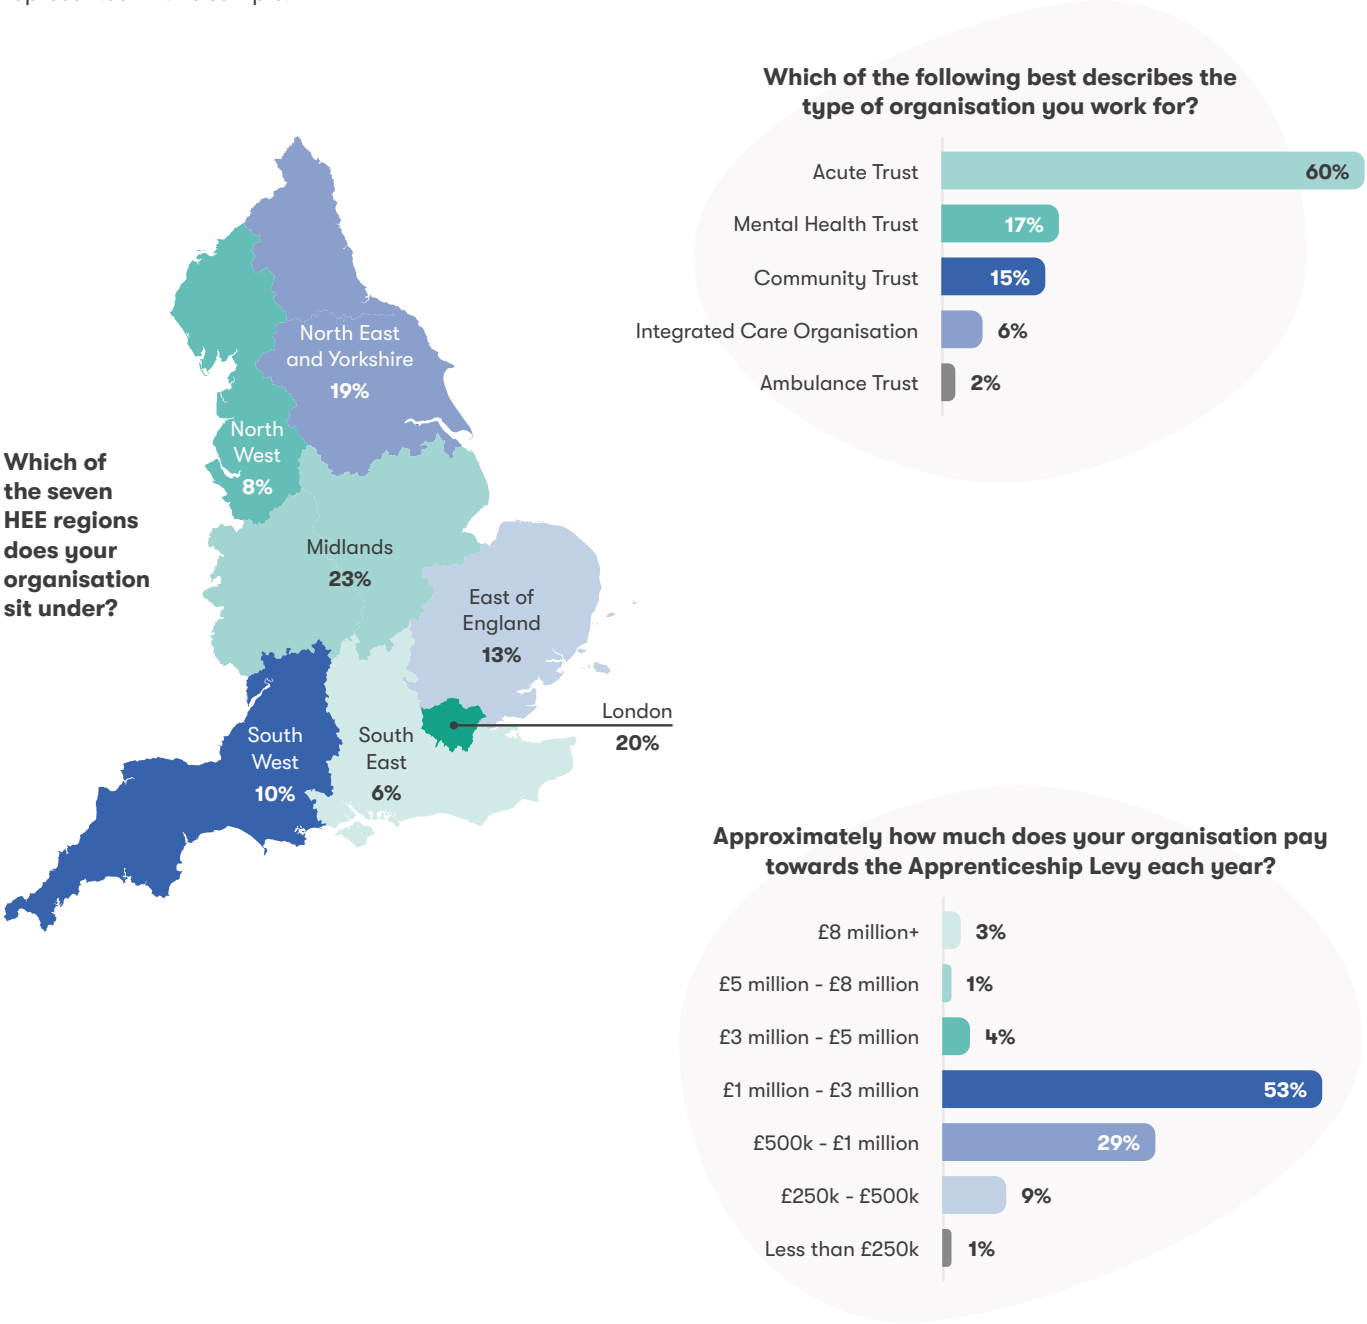 Which of the following best describes the
type of organisation you work for?
Acute Trust
60%
Mental Health Trust
17%
Community Trust
15%
Integrated Care Organisation
6%
Ambulance Trust
2%
Which of
the seven
HEE regions
does your
organisation
sit under?
North East
and Yorkshire
19%
North
West
8%
Midlands
23%
East of
England
13%
London
20%
South
West
10%
South
East
6%
Approximately how much does your organisation pay
towards the Apprenticeship Levy each year?
£8 million+
3%
£5 million - £8 million
1%
£3 million - £5 million
4%
£1 million - £3 million
53%
£500k - £1 million
29%
£250k - £500k
9%
Less than £250k
1%